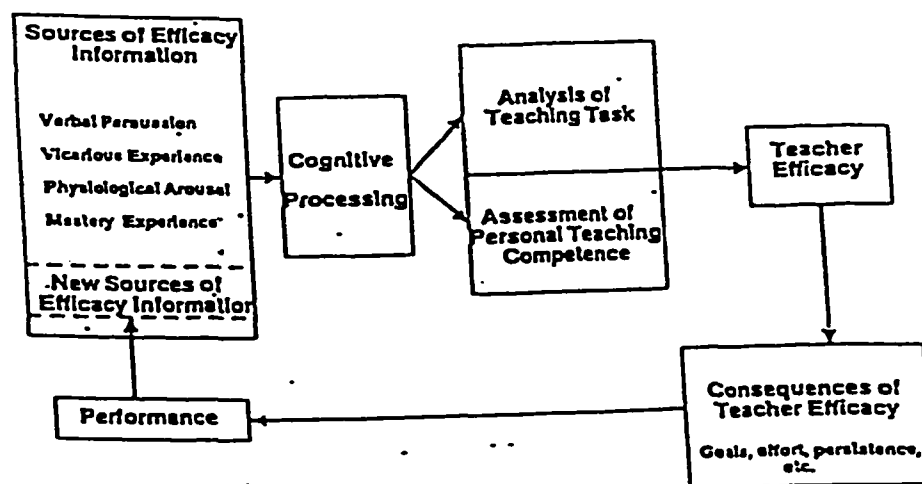 Sources of Efficacy
Information
Verbal Persussion
Vicarious Experience
Physiological Arousal
Mastery Experience
New Sources of
Efficacy Information
Performance
Cognitive
Processing
Analysis of
Teaching Task
Assessment of
Personal Teaching
Competence
Teacher
Efficacy
Consequences of
Teacher Efficacy
Goals, effort, persistence,
etc.